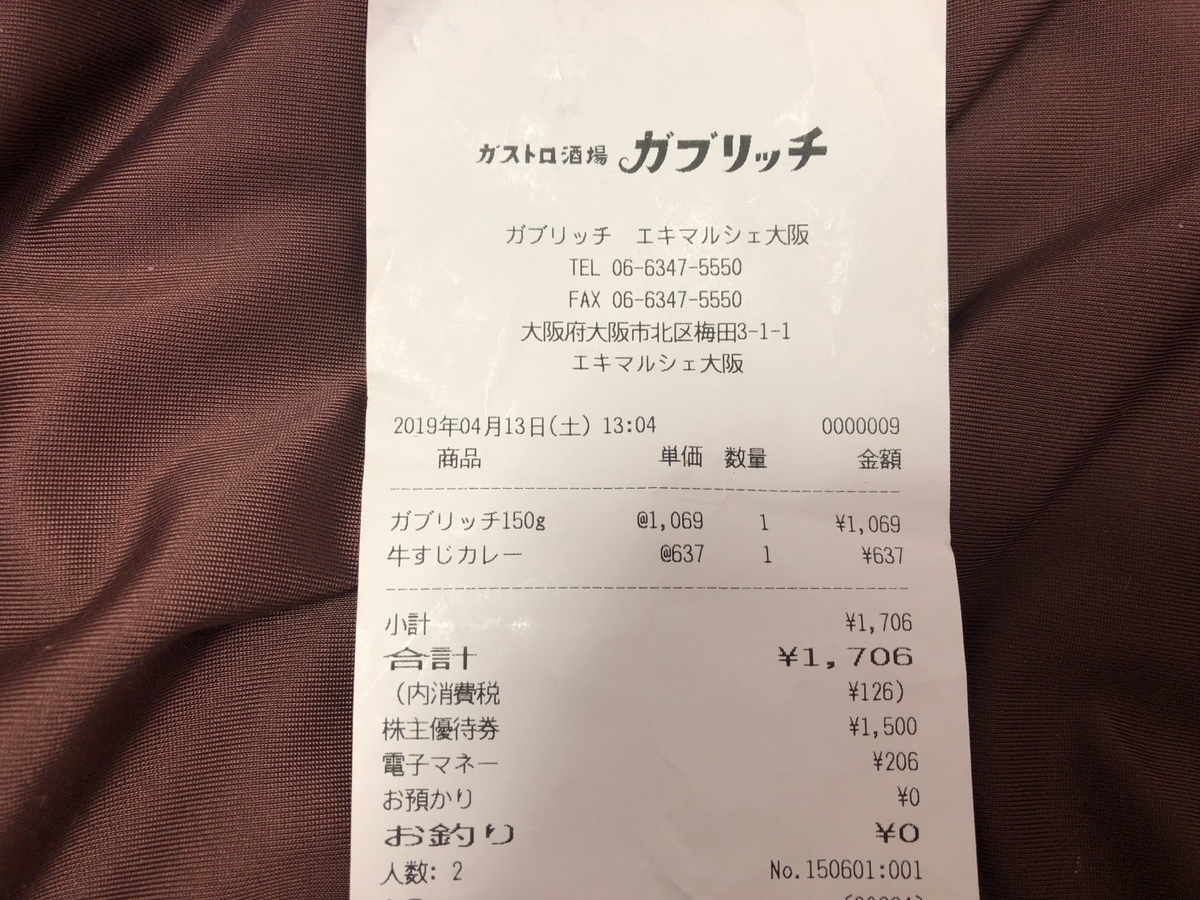 ガストロ酒場 ガブリッチ
ガブリッチ エキマルシェ大阪
TEL 06-6347-5550
FAX 06-6347-5550
大阪府大阪市北区梅田3-1-1
エキマルシェ大阪
2019年04月13日(土) 13:04 0000009
商品 単価 数量 金額
ガブリッチ150g @1,069 1 ¥1,069
牛すじカレー @637 1 ¥637
小計 ¥1,706
合計 ¥1,706
(内消費税 ¥126)
株主優待券 ¥1,500
電子マネー ¥206
お預かり ¥0
お釣り ¥0
人数: 2 No.150601:001